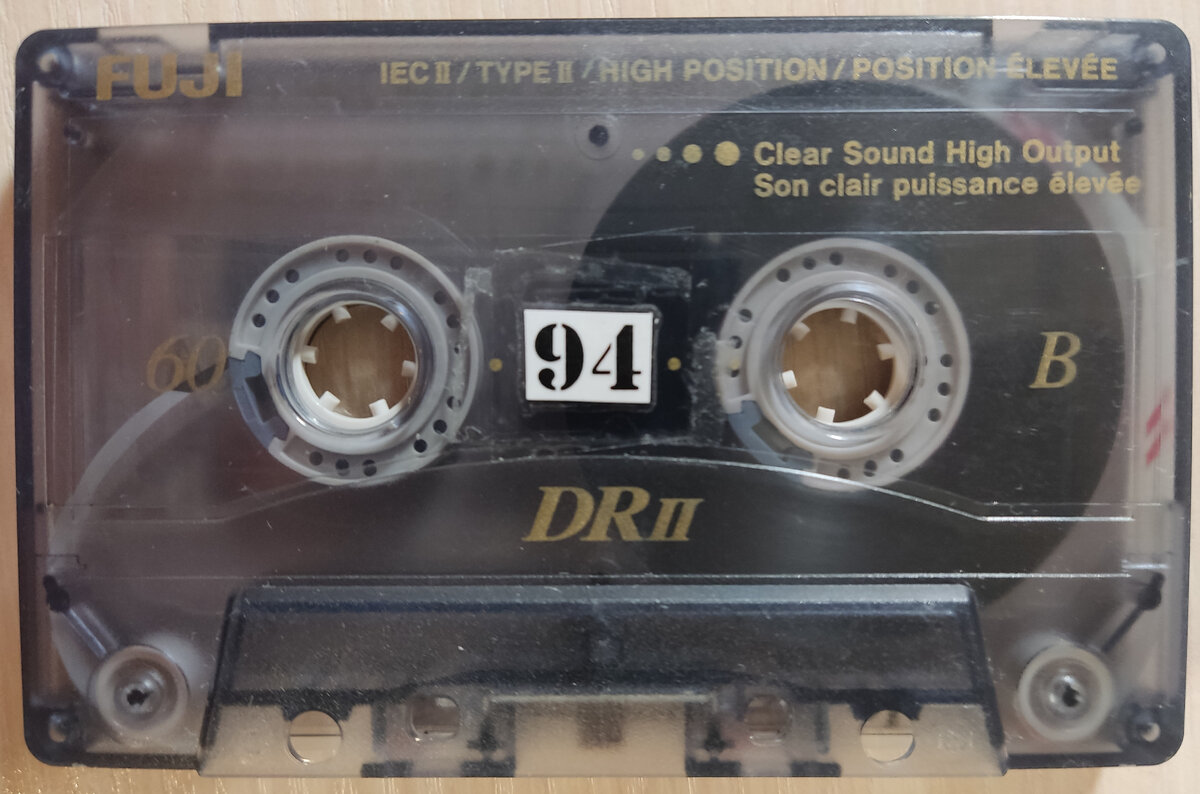 FUJI
IEC II / TYPE II / HIGH POSITION / POSITION ÉLEVÉE
Clear Sound High Output
Son clair puissance élevée
60
94
B
DR II